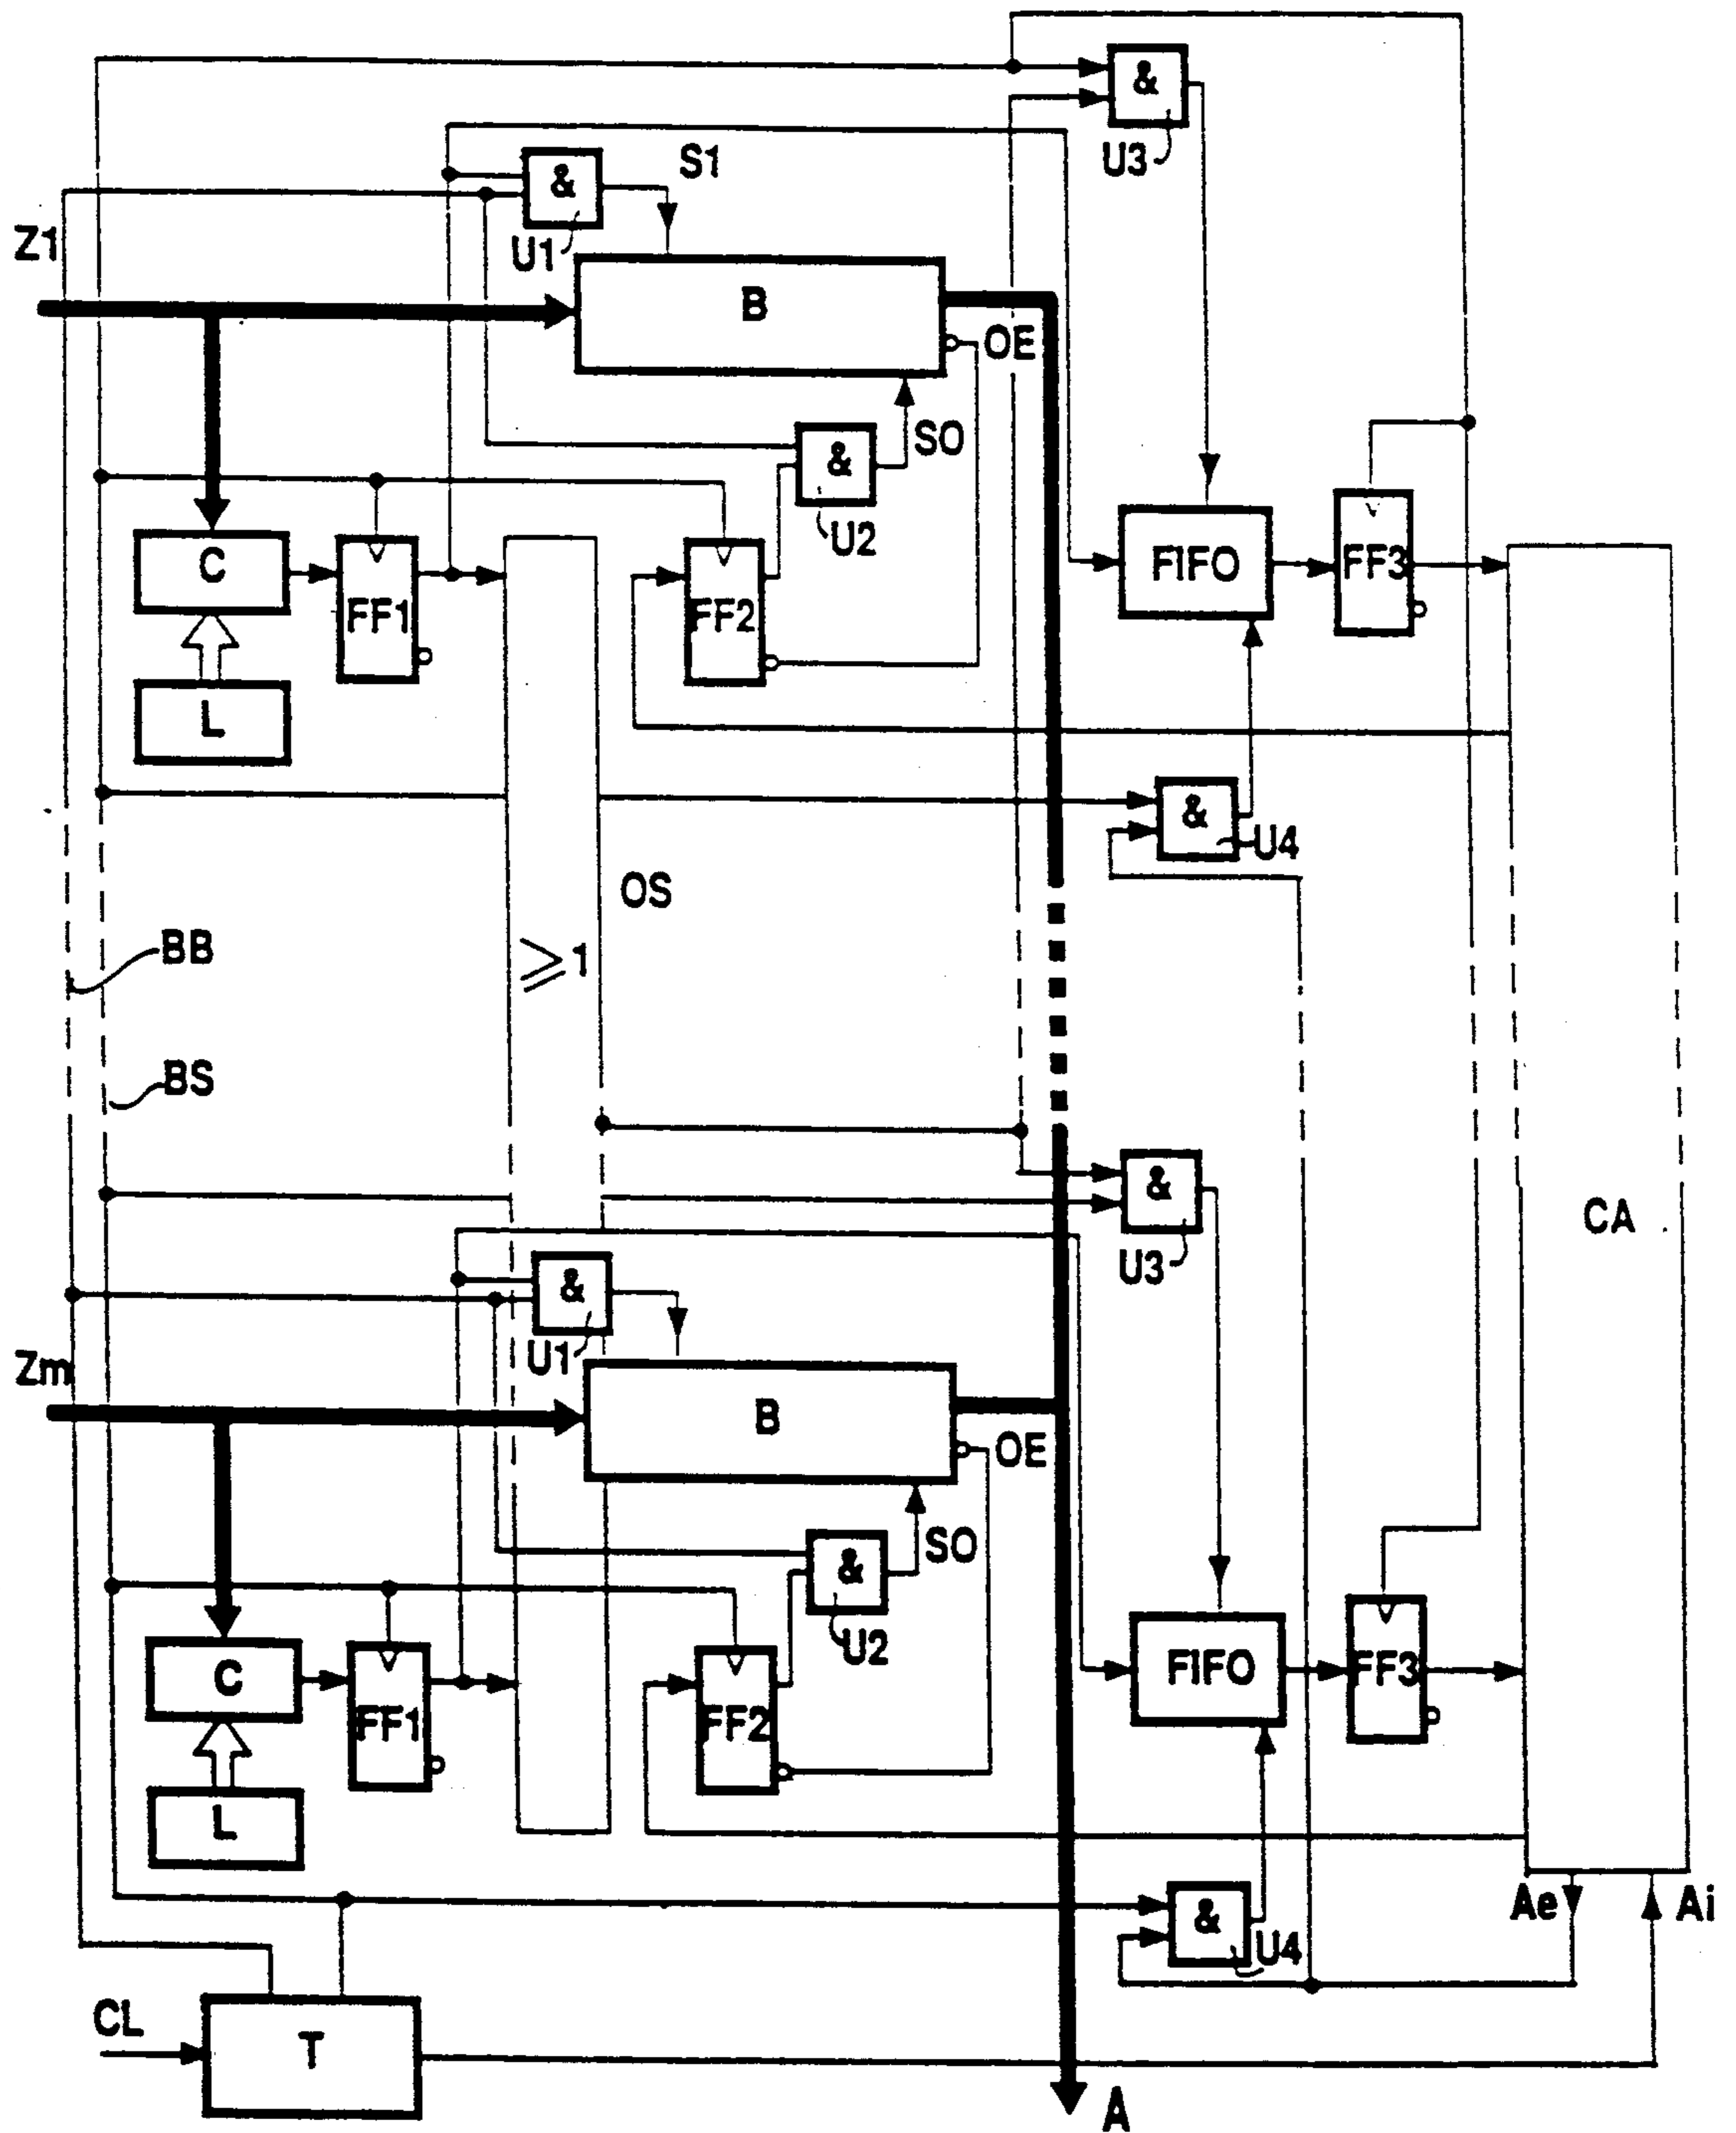 &
U3
S1
&
Z1
U1
B
OE
&
SO
U2
C
FF1
FF2
FIFO
FF3
L
&
U4
OS
BB
≥1
BS
&
CA
U3
&
U1
Zm
B
OE
SO
&
U2
C
FF1
FF2
FIFO
FF3
L
Ae
Ai
&
U4
CL
T
A